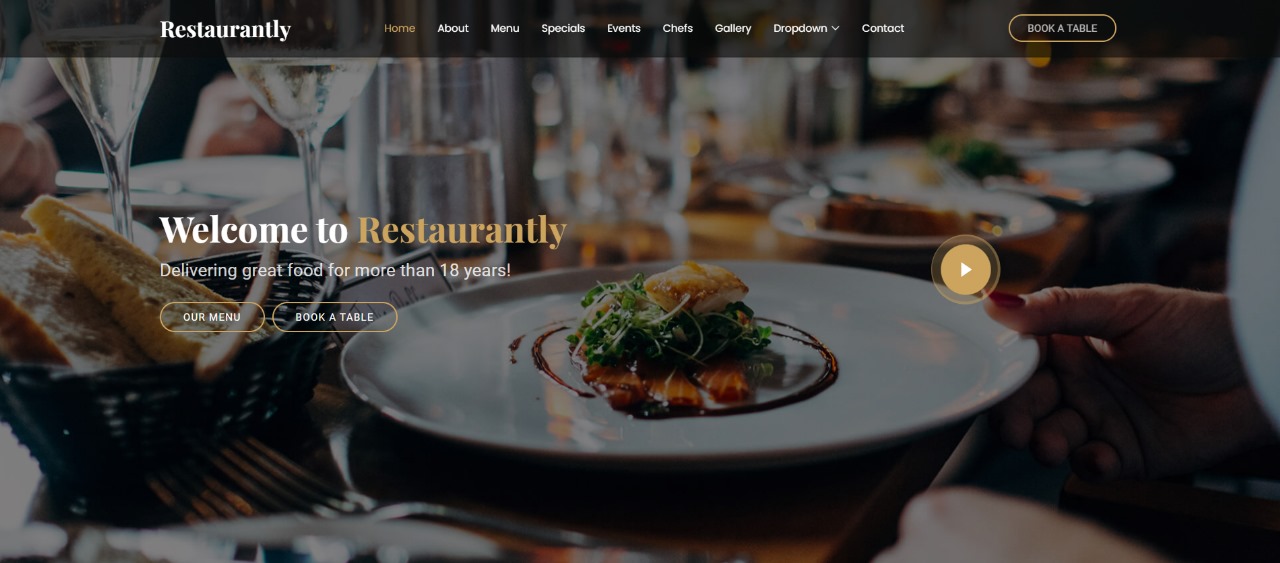 Restaurantly
Home About Menu Specials Events Chefs Gallery Dropdown Contact
BOOK A TABLE
Welcome to Restaurantly
Delivering great food for more than 18 years!
OUR MENU BOOK A TABLE